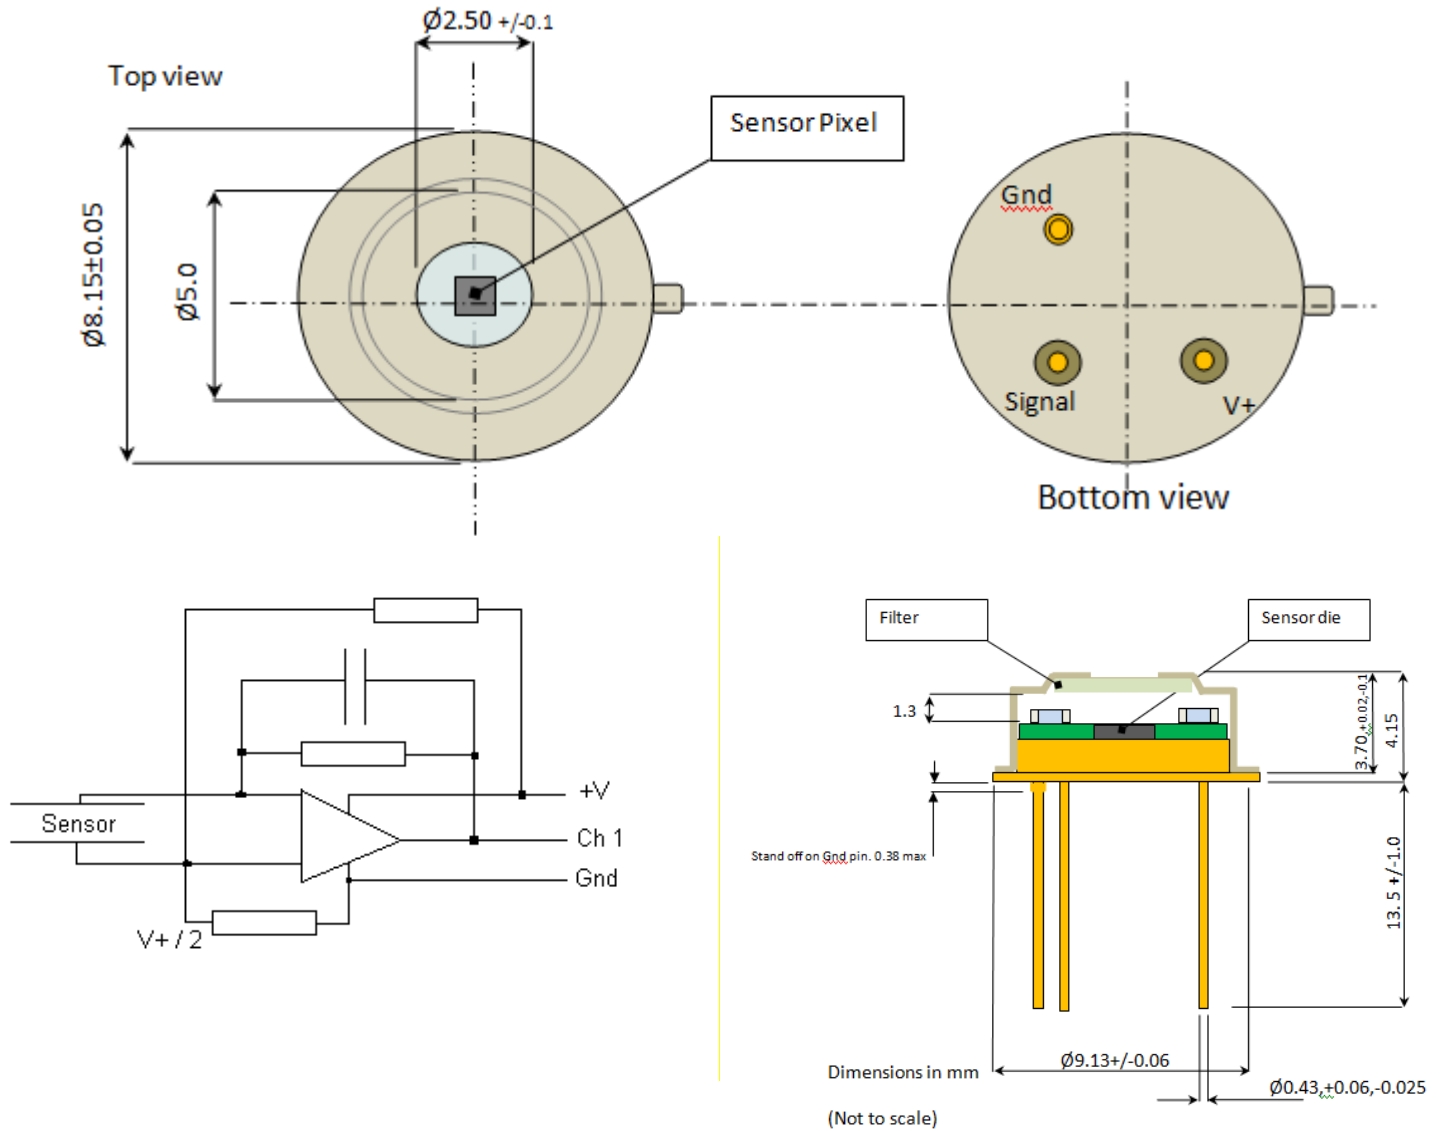 Ø2.50 +/-0.1
Top view
Sensor Pixel
Ø8.15±0.05
Ø5.0
Gnd
Signal
V+
Bottom view
Filter
Sensor die
1.3
3.70,+0.02,-0.1
4.15
+V
Sensor
Ch 1
Gnd
V+ / 2
Stand off on Gnd pin. 0.38 max
13. 5 +/-1.0
Ø9.13+/-0.06
Dimensions in mm
Ø0.43,+0.06,-0.025
(Not to scale)